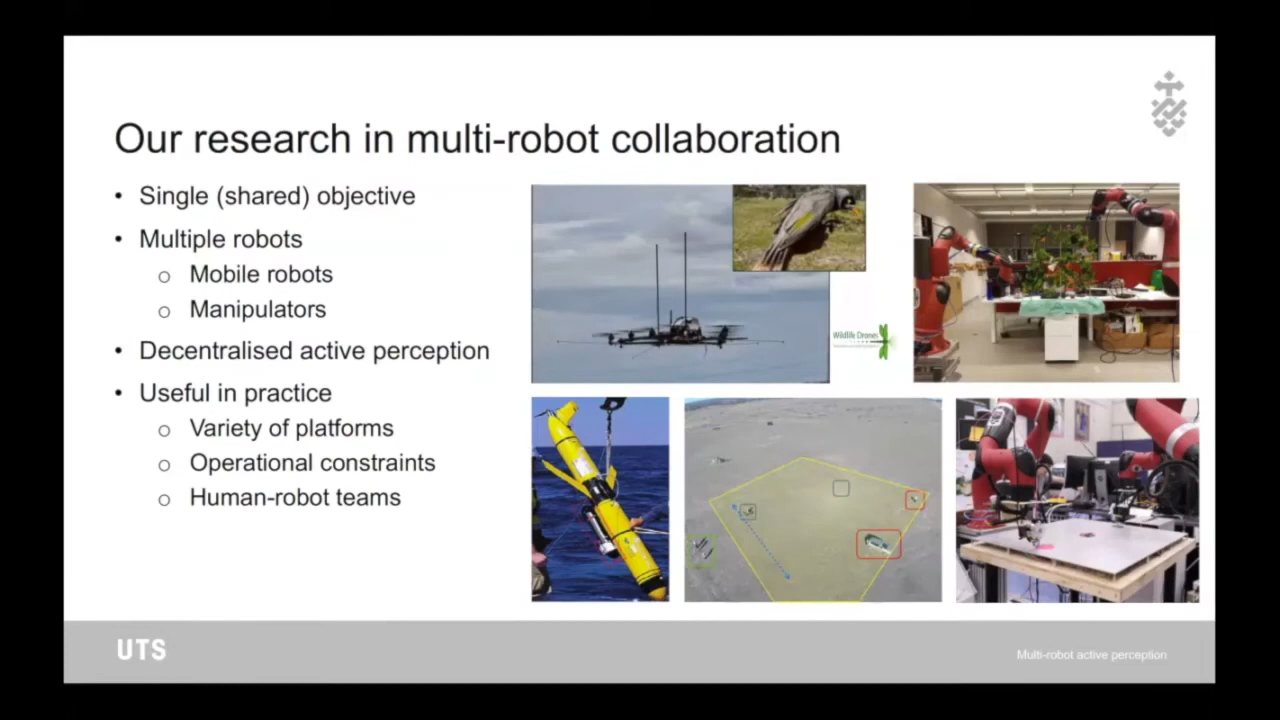 Our research in multi-robot collaboration
• Single (shared) objective
• Multiple robots
o Mobile robots
o Manipulators
• Decentralised active perception
• Useful in practice
o Variety of platforms
o Operational constraints
o Human-robot teams
Wildlife Drones
UTS
Multi-robot active perception